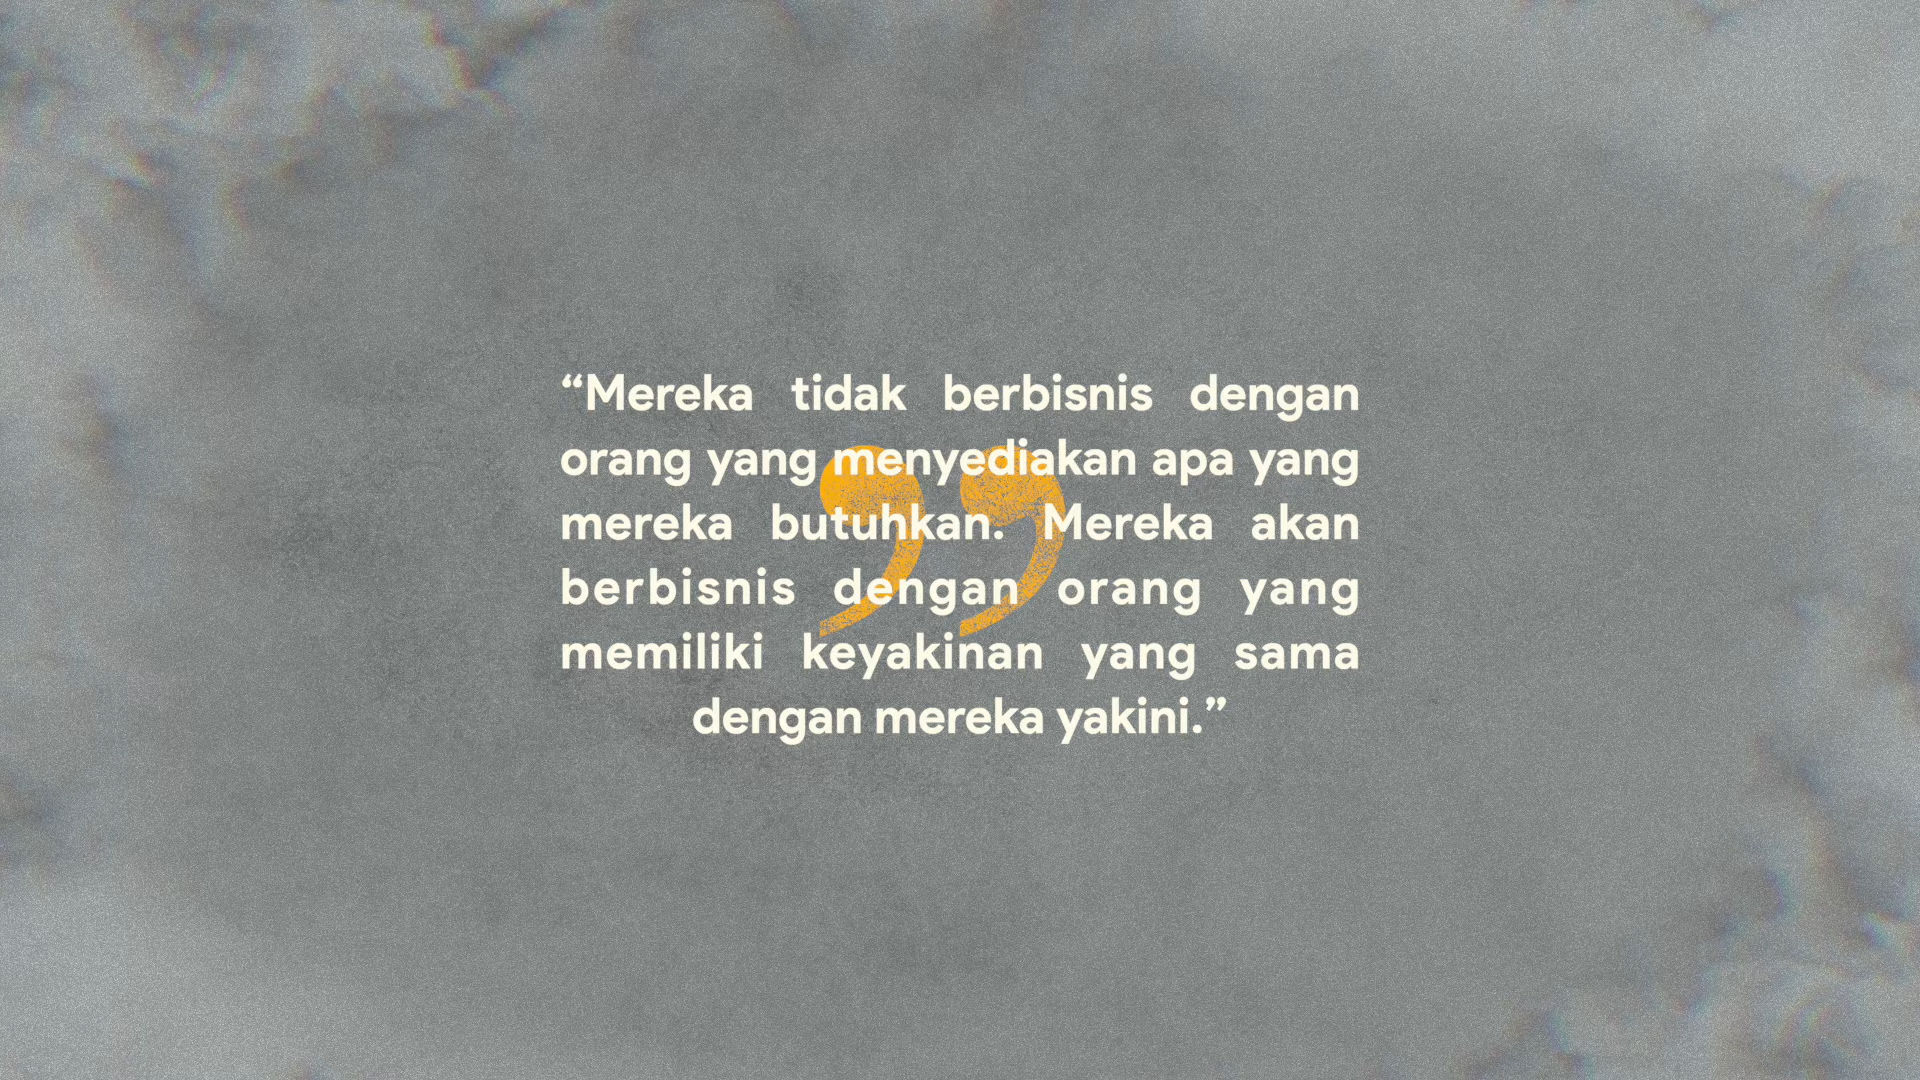 “Mereka tidak berbisnis dengan
orang yang menyediakan apa yang
mereka butuhkan. Mereka akan
berbisnis dengan orang yang
memiliki keyakinan yang sama
dengan mereka yakini.”